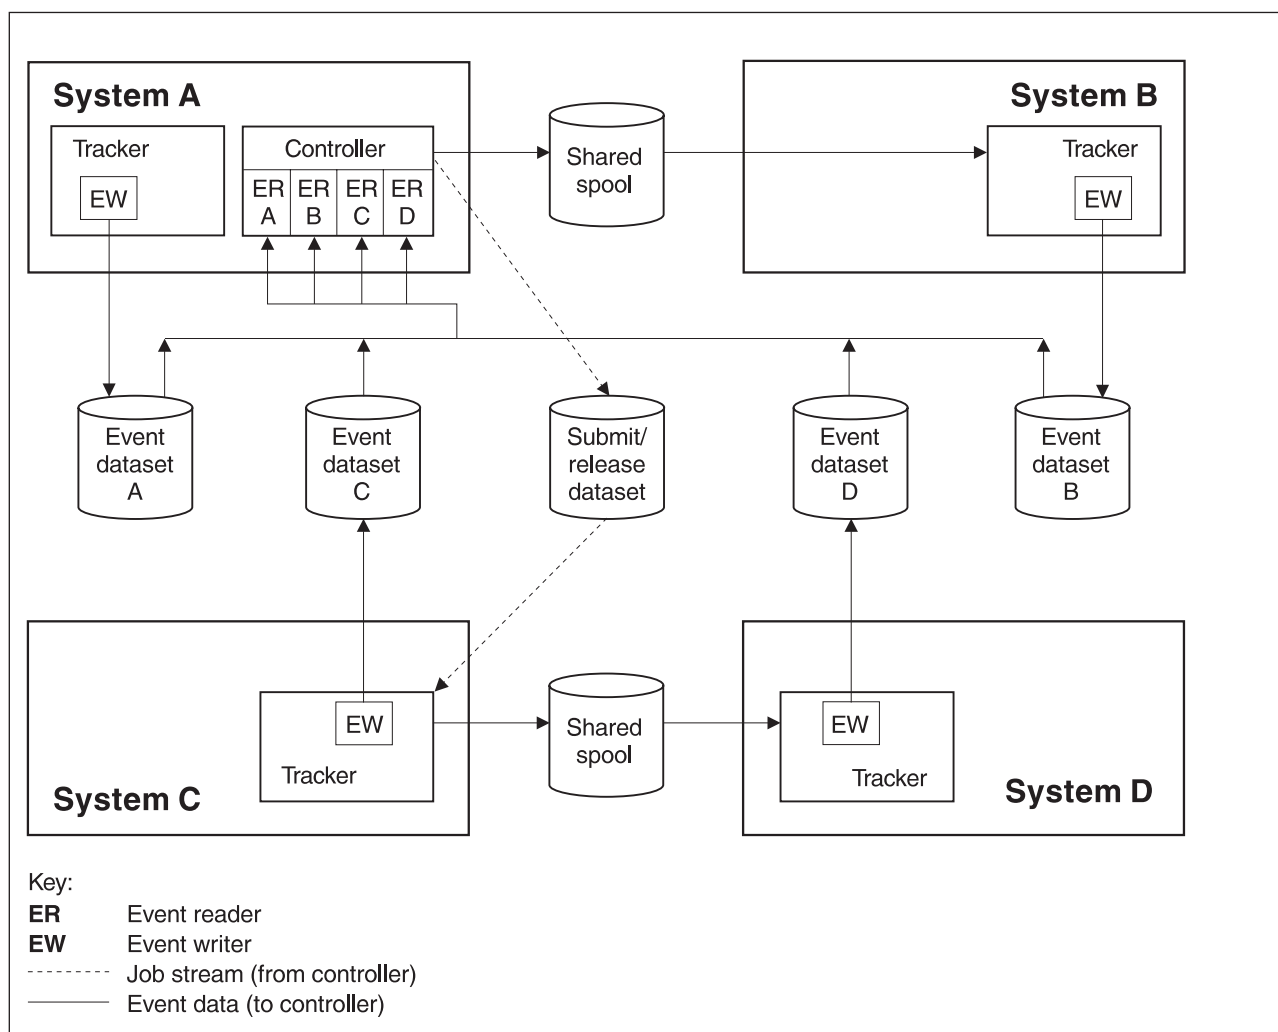 System A
System B
Tracker
Controller
EW
ER
A
ER
B
ER
C
ER
D
Shared
spool
Tracker
EW
Event
dataset
A
Event
dataset
C
Submit/
release
dataset
Event
dataset
D
Event
dataset
B
EW
Tracker
System C
Shared
spool
EW
Tracker
System D
Key:
ER Event reader
EW Event writer
Job stream (from controller)
Event data (to controller)